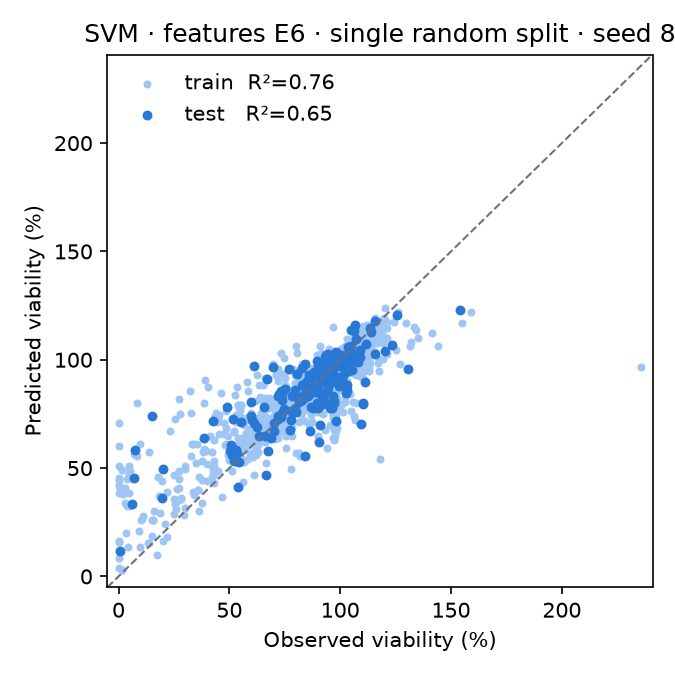 SVM · features E6 · single random split · seed 8
train R²=0.76
test R²=0.65
200
150
100
50
0
Predicted viability (%)
0 50 100 150 200
Observed viability (%)